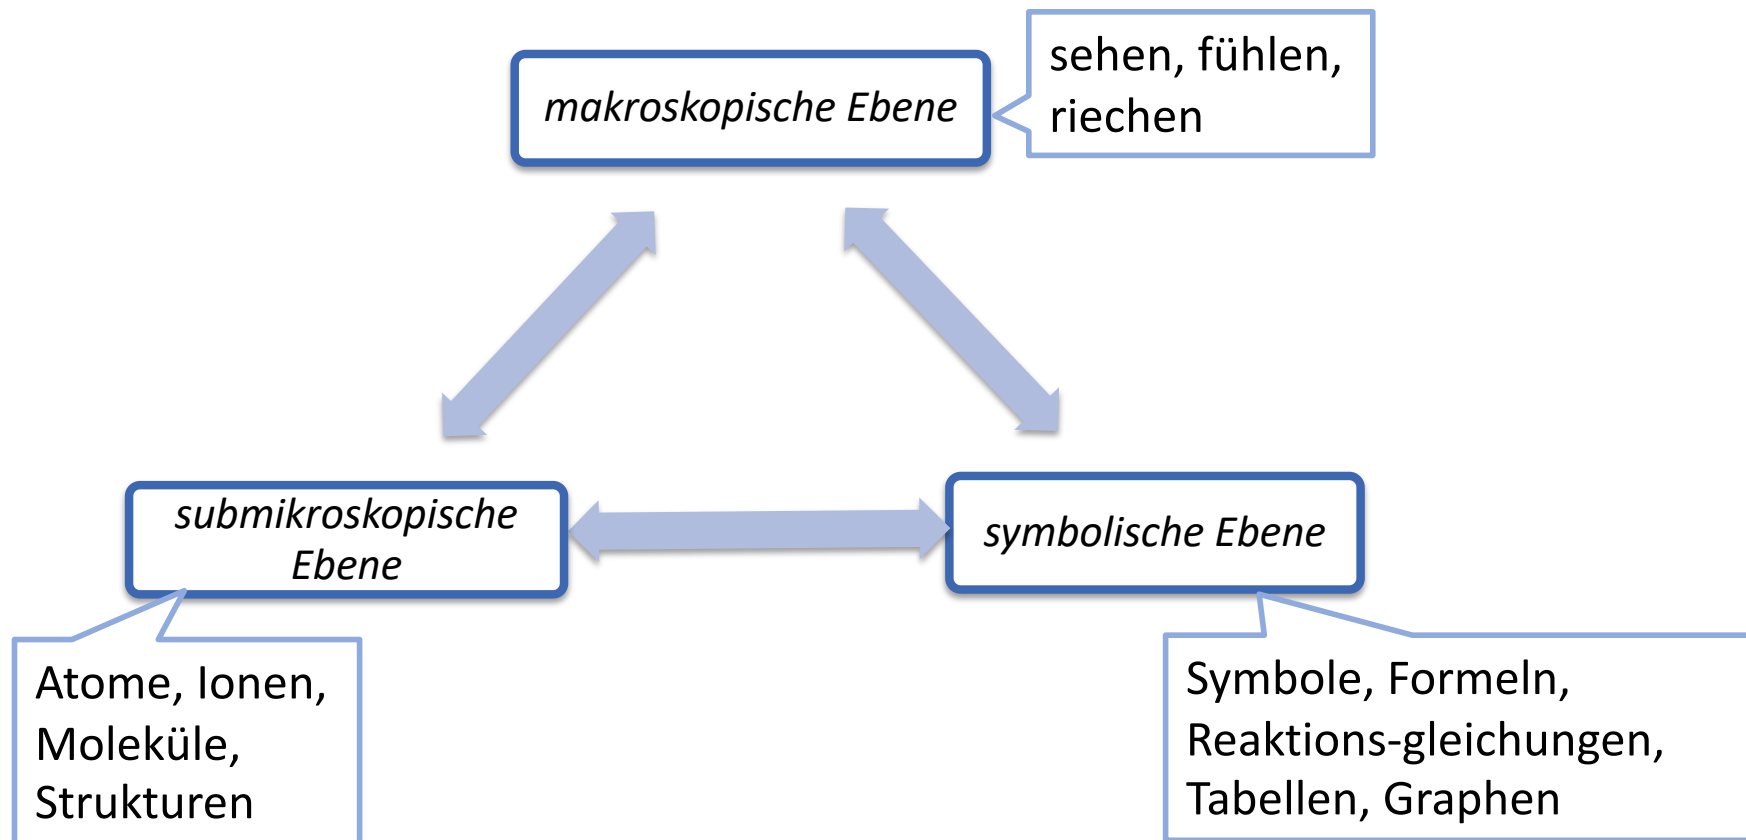 makroskopische Ebene
sehen, fühlen,
riechen
submikroskopische
Ebene
symbolische Ebene
Atome, Ionen,
Moleküle,
Strukturen
Symbole, Formeln,
Reaktions-gleichungen,
Tabellen, Graphen